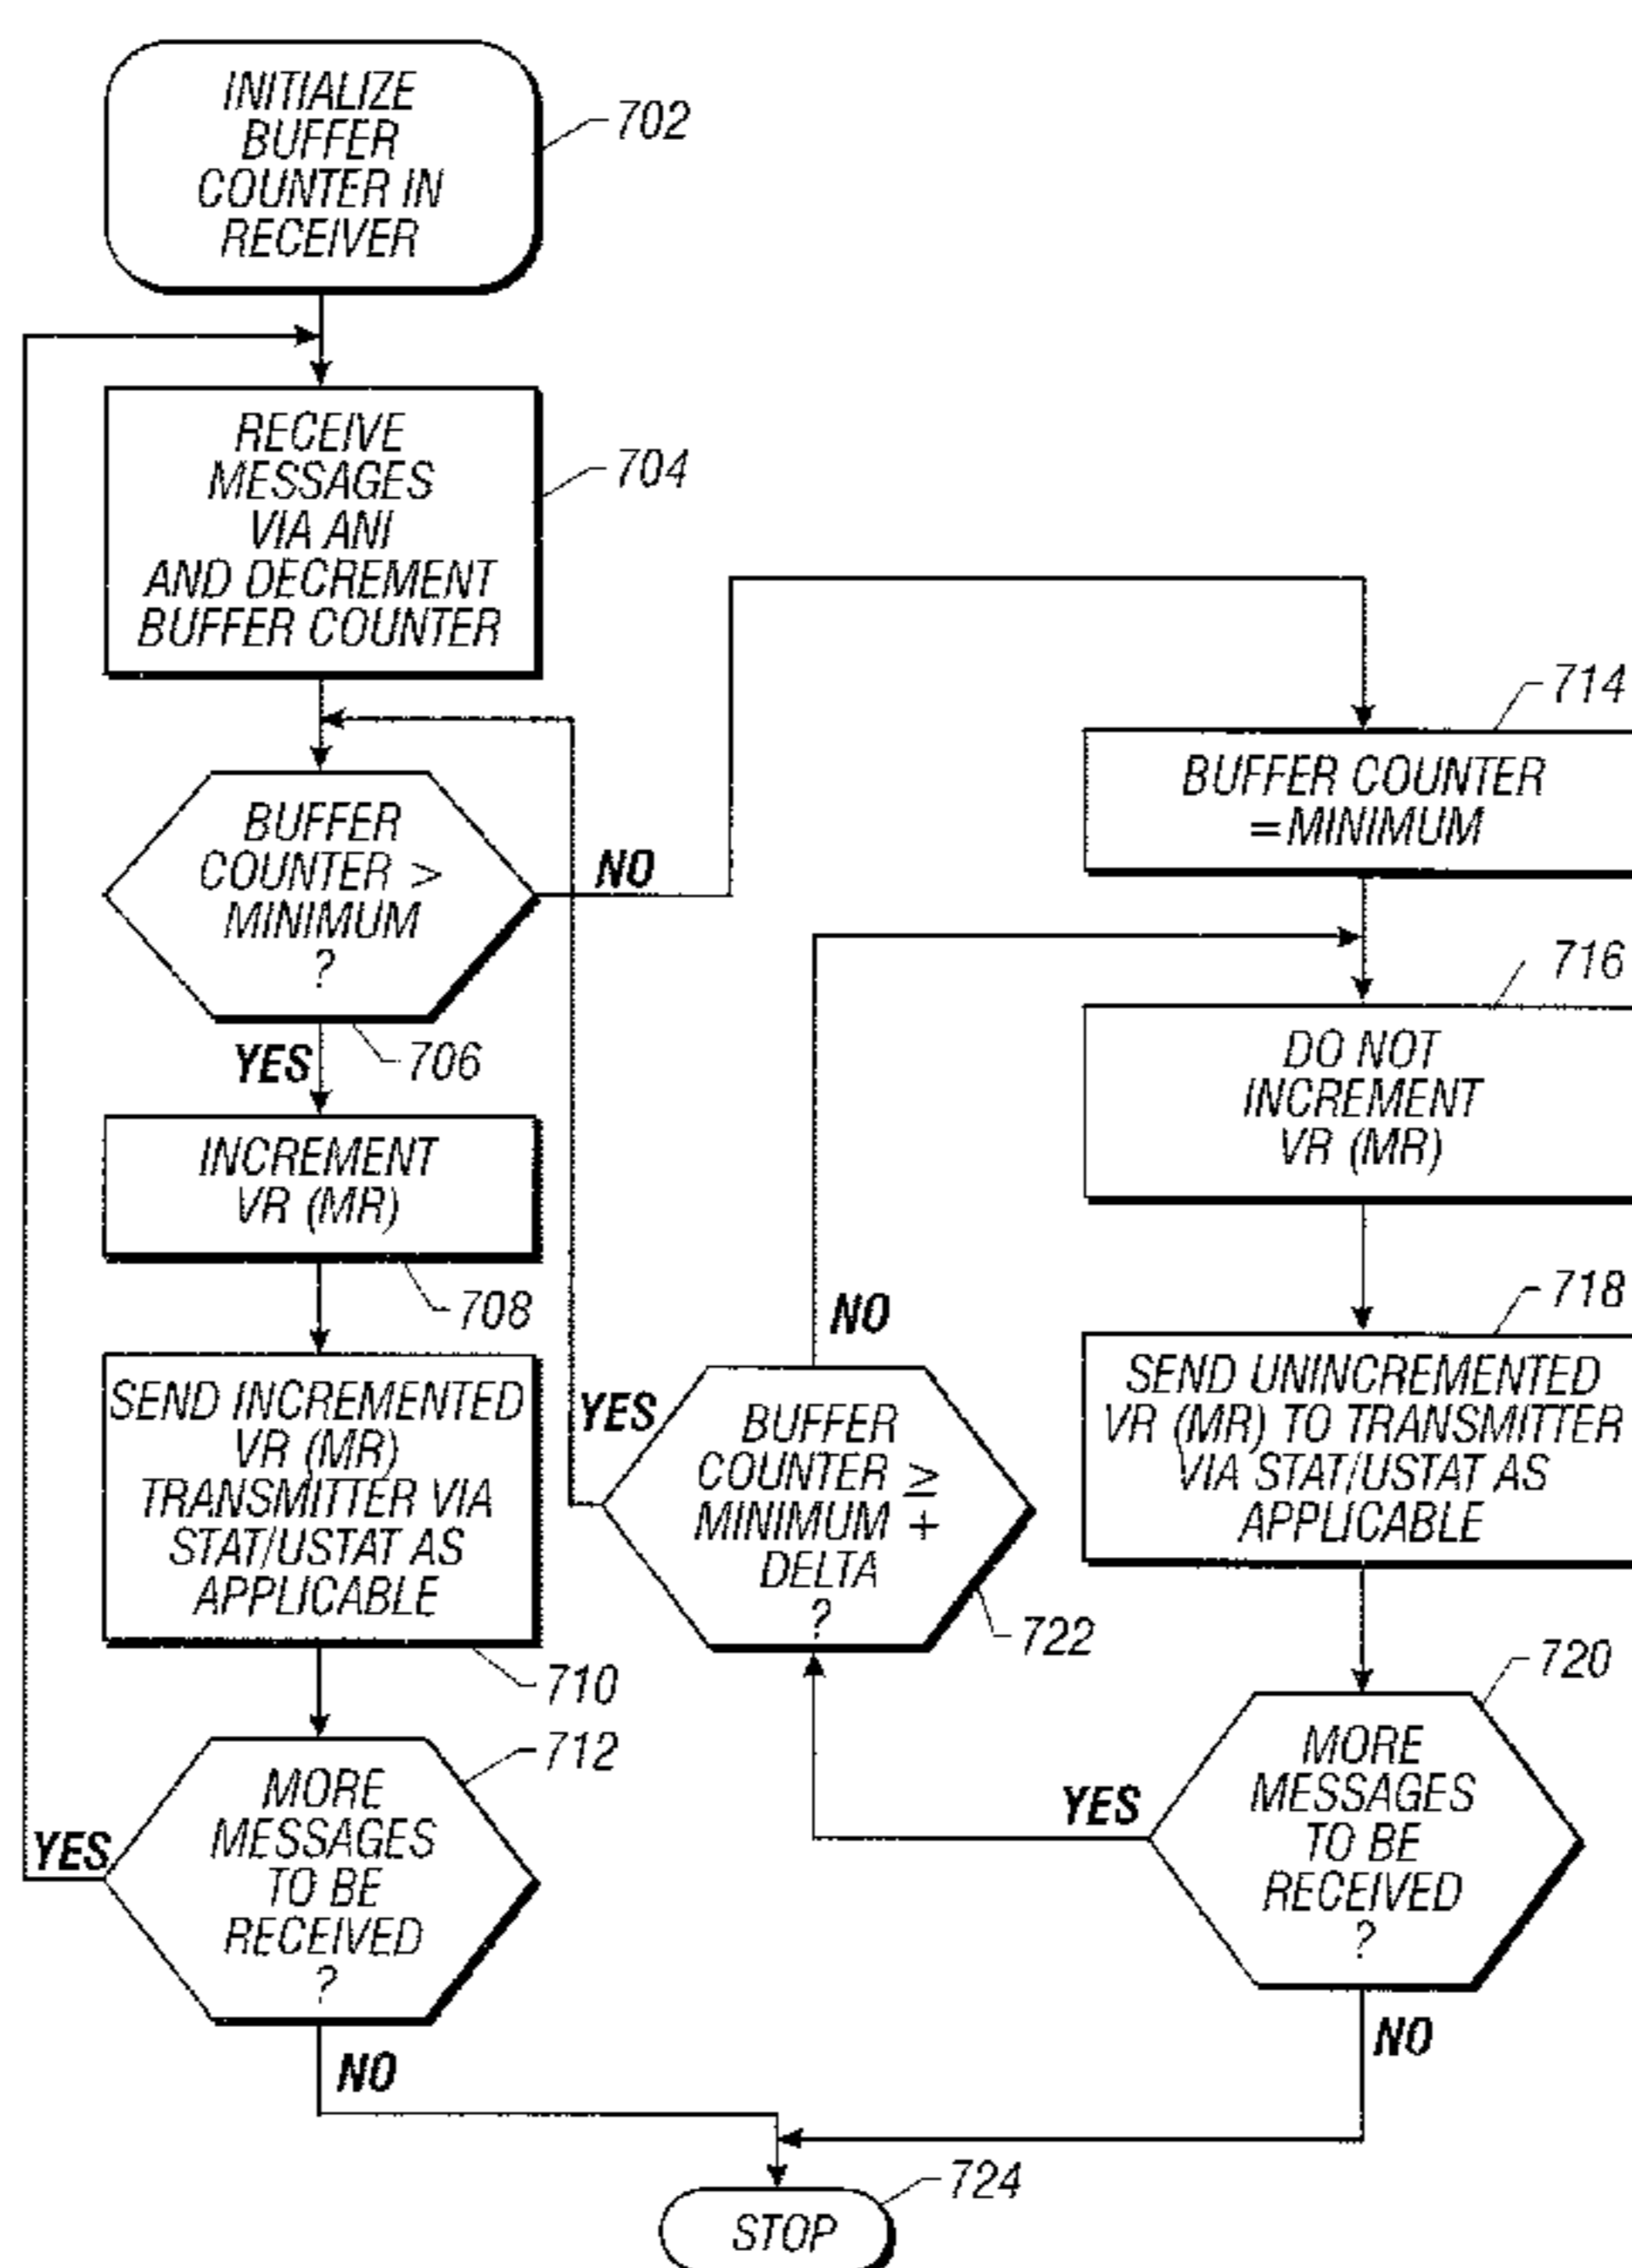 INITIALIZE
BUFFER
COUNTER IN
RECEIVER
702
RECEIVE
MESSAGES
VIA ANI
AND DECREMENT
BUFFER COUNTER
704
BUFFER
COUNTER >
MINIMUM
?
NO
YES
706
INCREMENT
VR (MR)
708
SEND INCREMENTED
VR (MR)
TRANSMITTER VIA
STAT/USTAT AS
APPLICABLE
710
MORE
MESSAGES
TO BE
RECEIVED
?
712
YES
NO
714
BUFFER COUNTER
=MINIMUM
716
DO NOT
INCREMENT
VR (MR)
718
SEND UNINCREMENTED
VR (MR) TO TRANSMITTER
VIA STAT/USTAT AS
APPLICABLE
720
MORE
MESSAGES
TO BE
RECEIVED
?
YES
NO
BUFFER
COUNTER ≥
MINIMUM +
DELTA
?
722
YES
NO
724
STOP